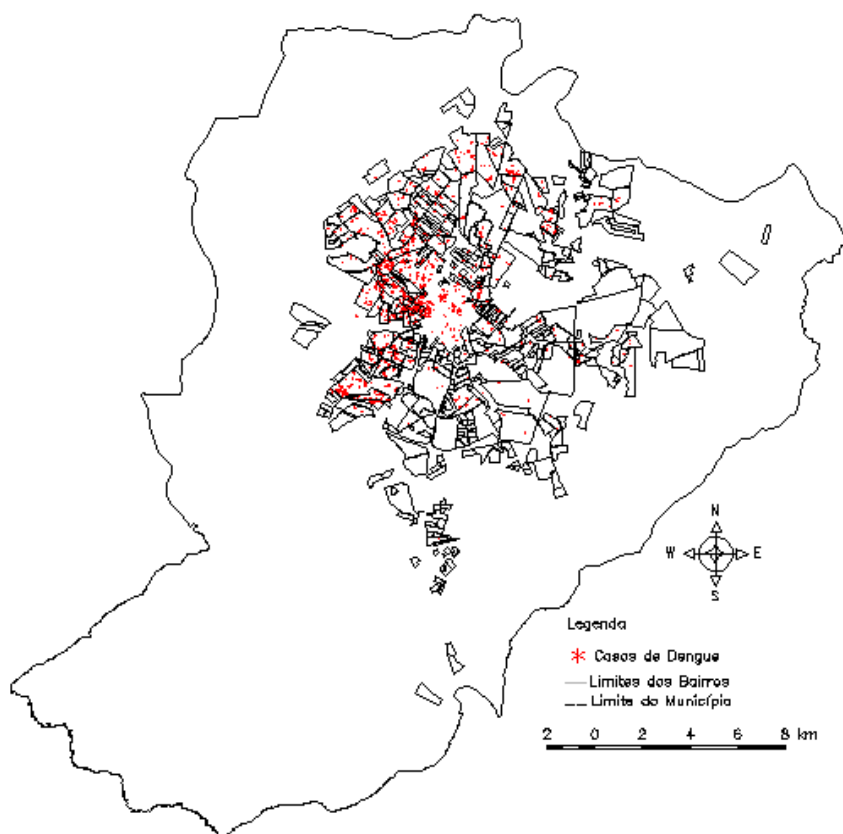 N
W E
S
Legenda
Casos de Dengue
Limites dos Bairros
Limite do Município
2 0 2 4 6 8 km